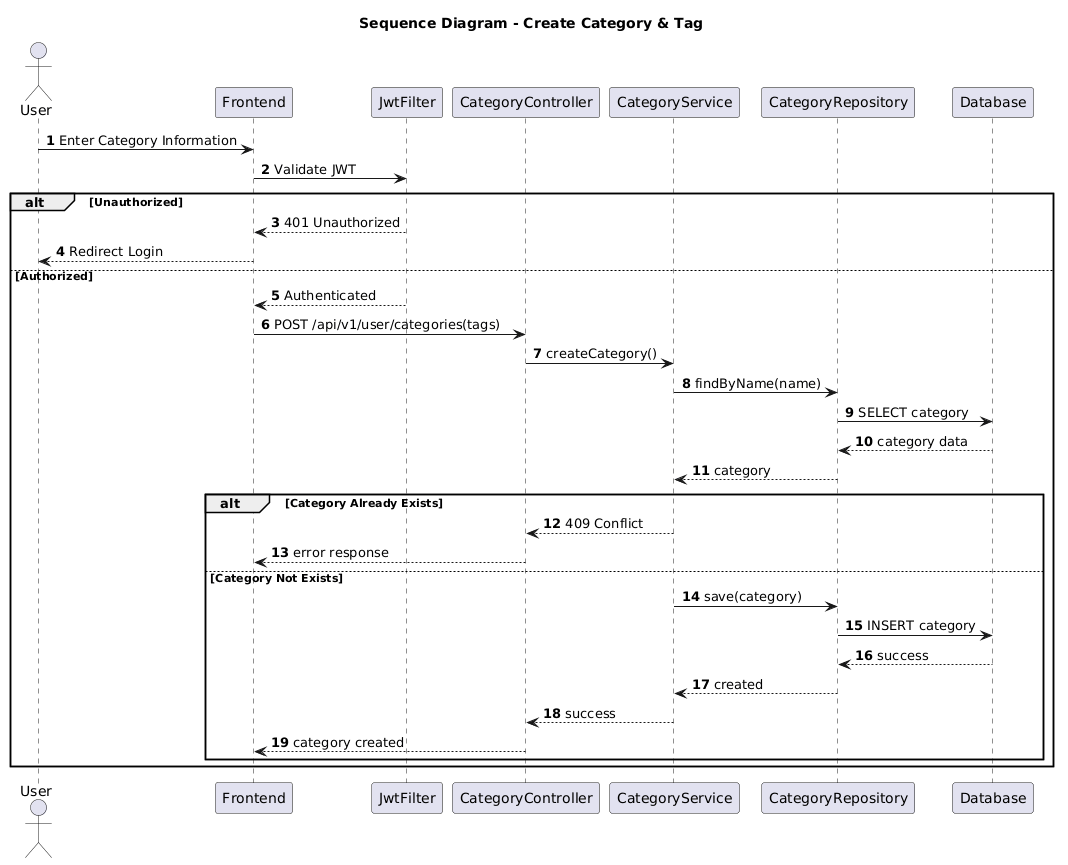 Sequence Diagram - Create Category & Tag
User
Frontend
JwtFilter
CategoryController
CategoryService
CategoryRepository
Database
1 Enter Category Information
2 Validate JWT
alt [Unauthorized]
3 401 Unauthorized
4 Redirect Login
[Authorized]
5 Authenticated
6 POST /api/v1/user/categories(tags)
7 createCategory()
8 findByName(name)
9 SELECT category
10 category data
11 category
alt [Category Already Exists]
12 409 Conflict
13 error response
[Category Not Exists]
14 save(category)
15 INSERT category
16 success
17 created
18 success
19 category created
User
Frontend
JwtFilter
CategoryController
CategoryService
CategoryRepository
Database